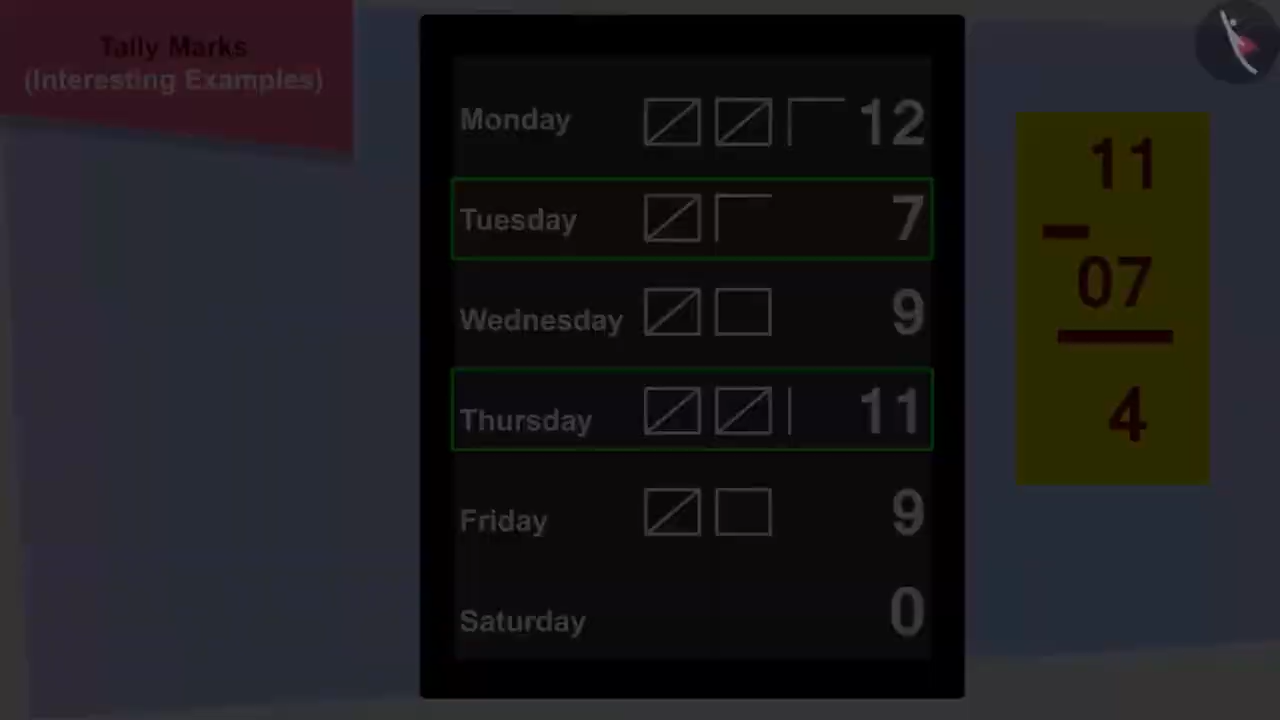 Tally Marks
(Interesting Examples)
Monday 12
Tuesday 7
Wednesday 9
Thursday 11
Friday 9
Saturday 0
11
- 07
4